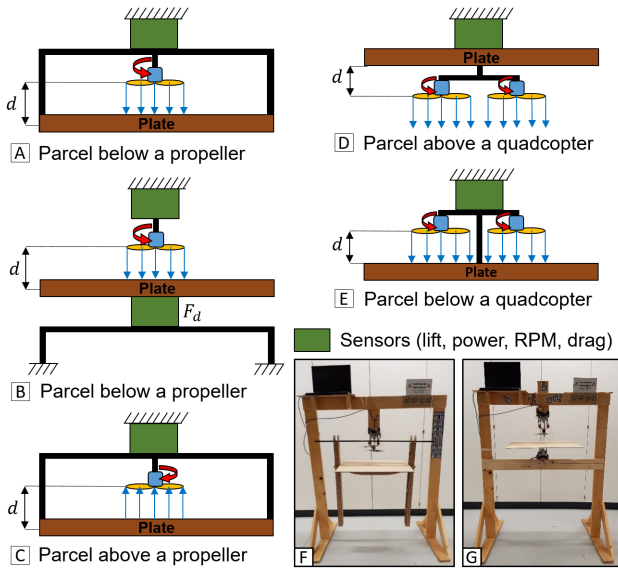 d
Plate
A Parcel below a propeller
d
Plate
F_d
B Parcel below a propeller
d
Plate
C Parcel above a propeller
Plate
d
D Parcel above a quadcopter
d
Plate
E Parcel below a quadcopter
Sensors (lift, power, RPM, drag)
F
G